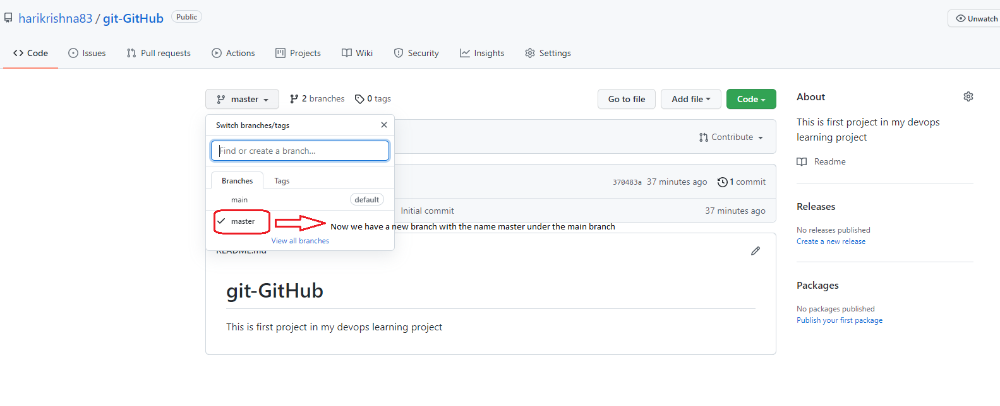 harikrishna83 / git-GitHub Public
Unwatch
Code Issues Pull requests Actions Projects Wiki Security Insights Settings
master 2 branches 0 tags Go to file Add file Code
Switch branches/tags
Find or create a branch...
Branches Tags
main default
master
View all branches
Contribute
370483a 37 minutes ago 1 commit
Initial commit 37 minutes ago
Now we have a new branch with the name master under the main branch
README.md
git-GitHub
This is first project in my devops learning project
About
This is first project in my devops
learning project
Readme
Releases
No releases published
Create a new release
Packages
No packages published
Publish your first package